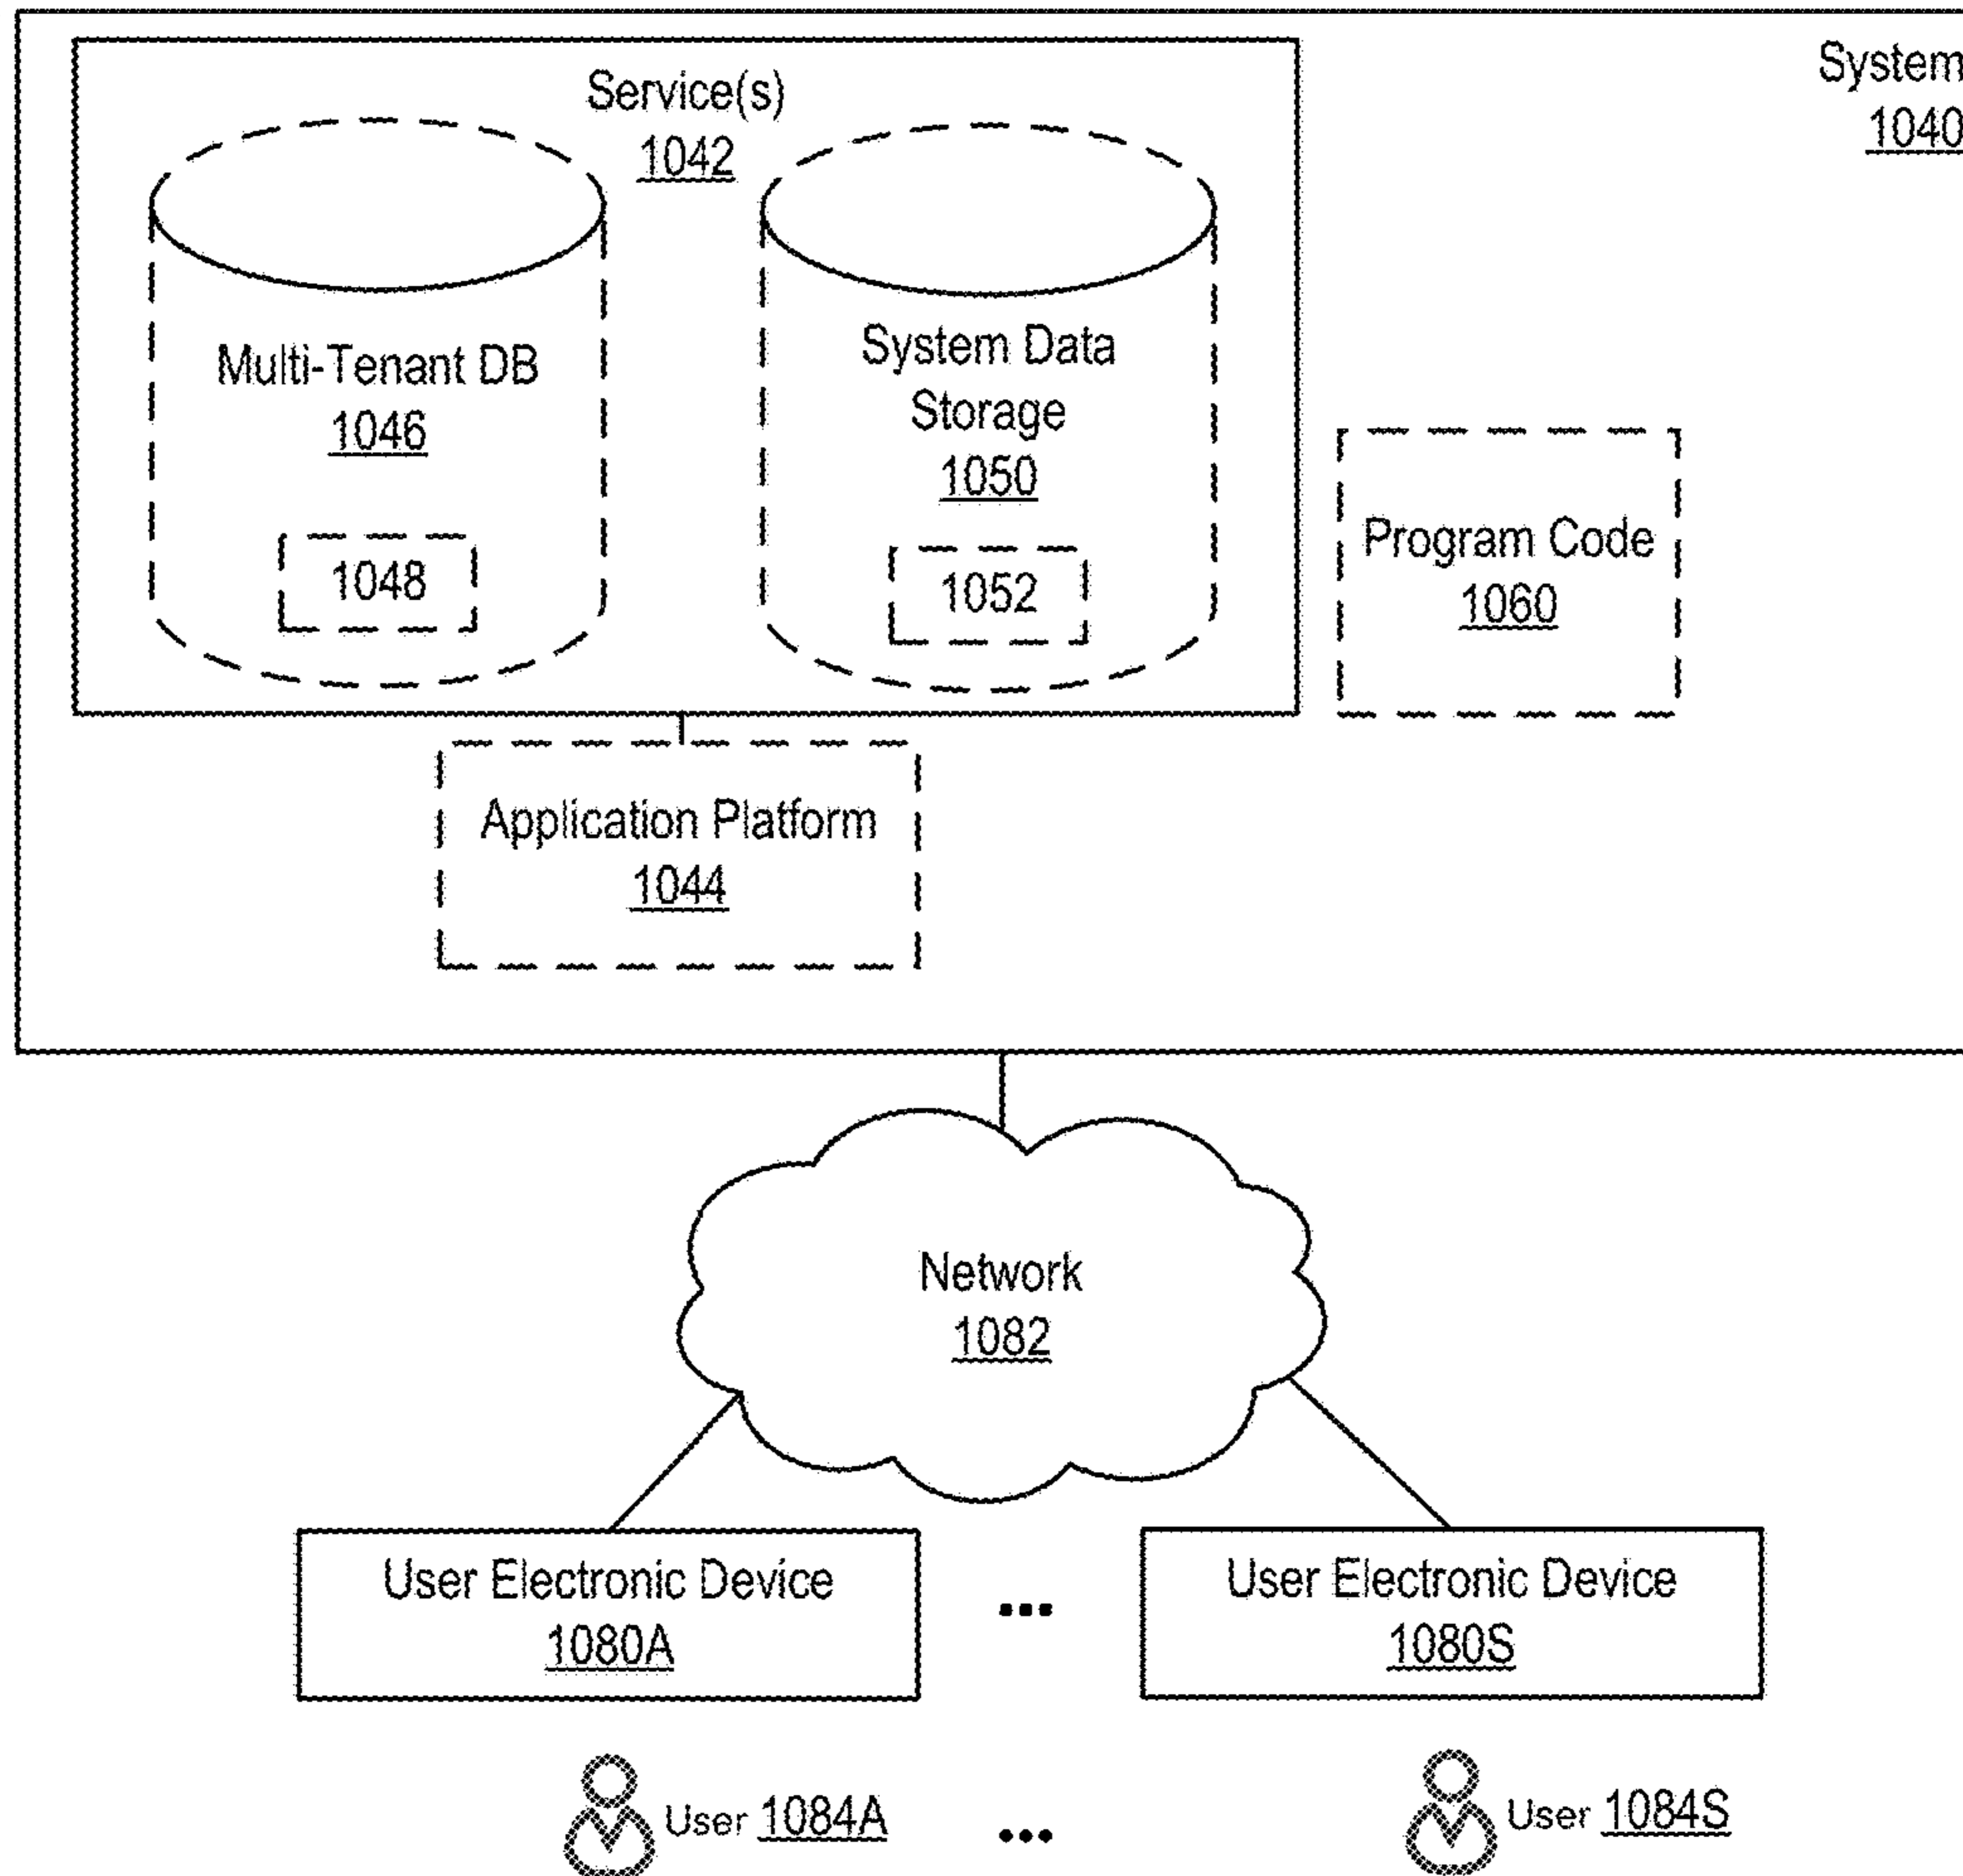 System
1040
Service(s)
1042
Multi-Tenant DB
1046
1048
System Data
Storage
1050
1052
Program Code
1060
Application Platform
1044
Network
1082
User Electronic Device
1080A
...
User Electronic Device
1080S
User 1084A
...
User 1084S